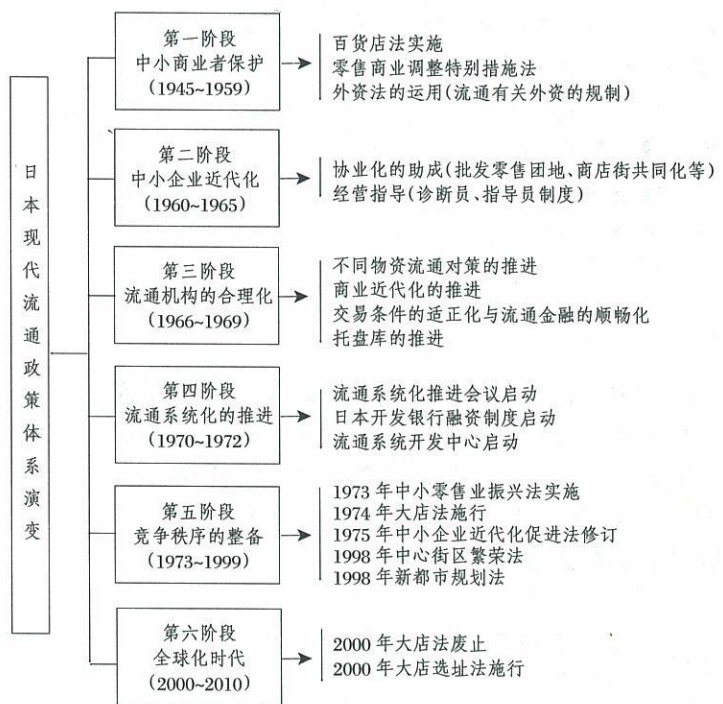 日本现代流通政策体系演变
第一阶段
中小商业者保护
(1945~1959)
百货店法实施
零售商业调整特别措施法
外资法的运用(流通有关外资的规制)
第二阶段
中小企业近代化
(1960~1965)
协业化的助成(批发零售团地、商店街共同化等)
经营指导(诊断员、指导员制度)
第三阶段
流通机构的合理化
(1966~1969)
不同物资流通对策的推进
商业近代化的推进
交易条件的适正化与流通金融的顺畅化
托盘库的推进
第四阶段
流通系统化的推进
(1970~1972)
流通系统化推进会议启动
日本开发银行融资制度启动
流通系统开发中心启动
第五阶段
竞争秩序的整备
(1973~1999)
1973年中小零售业振兴法实施
1974年大店法施行
1975年中小企业近代化促进法修订
1998年中心街区繁荣法
1998年新都市规划法
第六阶段
全球化时代
(2000~2010)
2000年大店法废止
2000年大店选址法施行